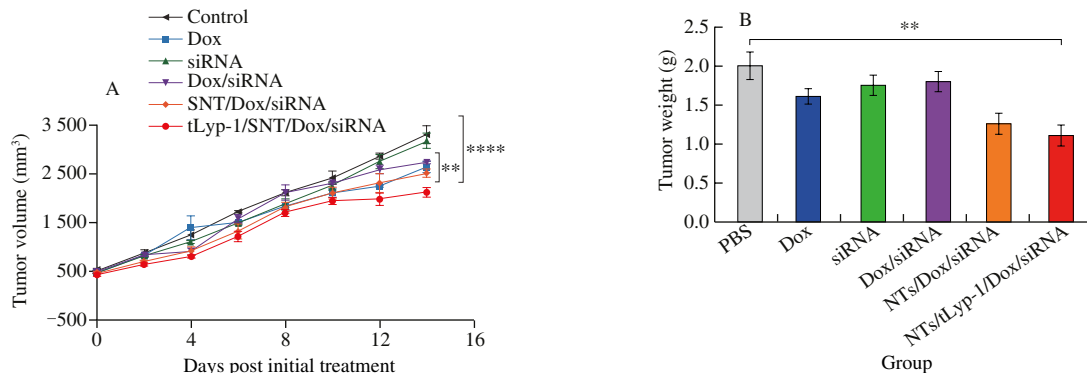 Control
Dox
siRNA
Dox/siRNA
SNT/Dox/siRNA
tLyp-1/SNT/Dox/siRNA
A
3 500
2 500
1 500
500
−500
Tumor volume (mm³)
****
**
0 4 8 12 16
Days post initial treatment
B
**
2.5
2.0
1.5
1.0
0.5
0.0
Tumor weight (g)
PBS
Dox
siRNA
Dox/siRNA
NTs/Dox/siRNA
NTs/tLyp-1/Dox/siRNA
Group